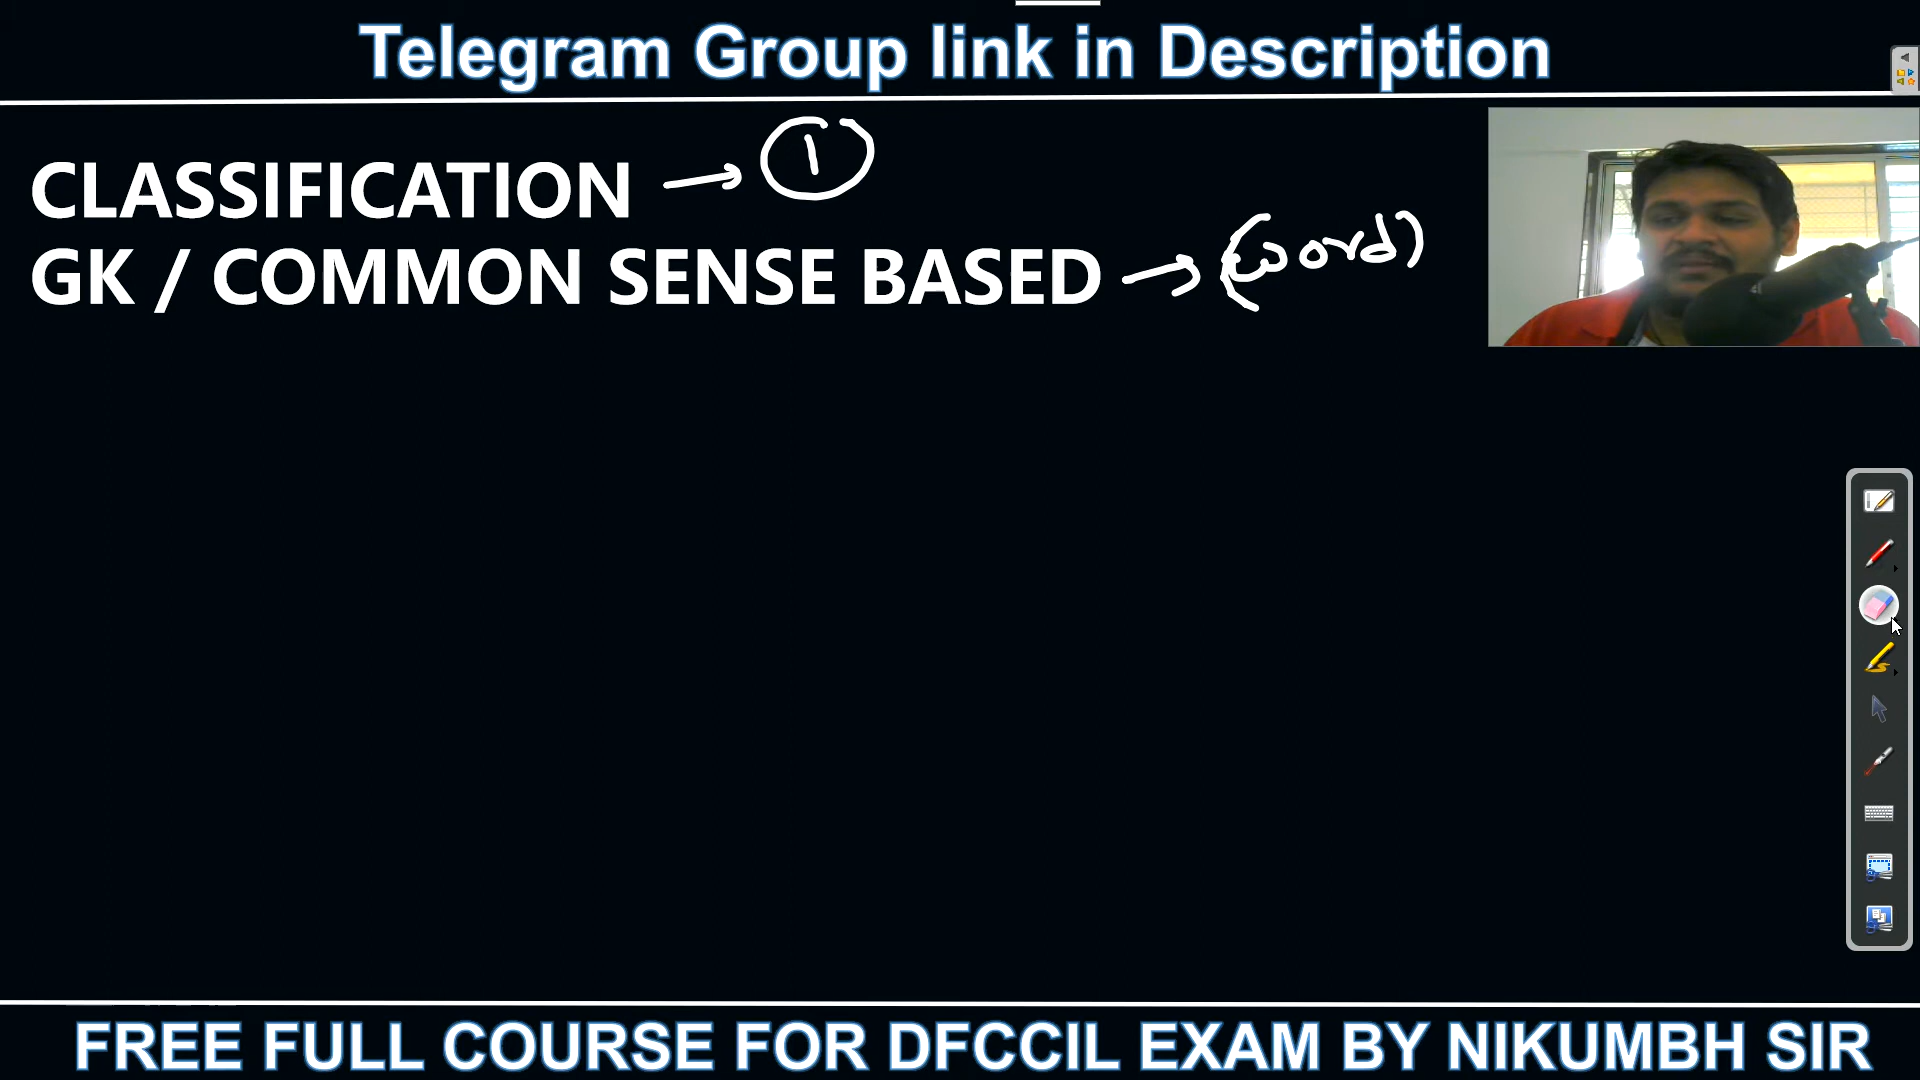 Telegram Group link in Description
CLASSIFICATION → 1
GK / COMMON SENSE BASED → (word)
FREE FULL COURSE FOR DFCCIL EXAM BY NIKUMBH SIR